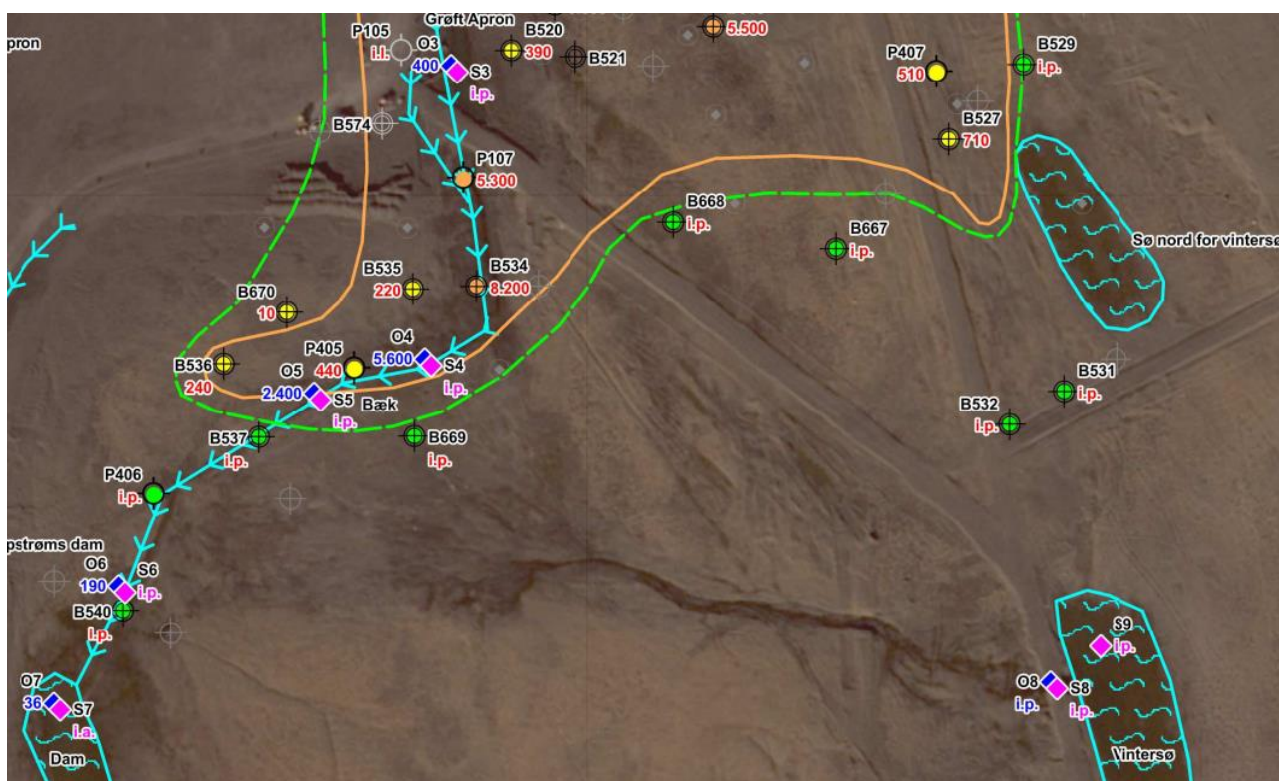 Grøft Apron
P105
O3
B520
5.500
P407
B529
pron
i.l.
400
S3
i.p.
390
B521
510
i.p.
B574
B527
710
P107
5.300
B668
i.p.
B667
i.p.
Sø nord for vintersø
B535
220
B534
8.200
B670
10
O4
5.600
S4
i.p.
P405
440
B536
240
O5
2.400
S5
i.p.
Bæk
B531
i.p.
B532
i.p.
B537
i.p.
B669
i.p.
P406
i.p.
pstrøms dam
O6
190
S6
i.p.
B540
i.p.
S9
i.p.
O7
36
S7
i.a.
O8
i.p.
S8
i.p.
Dam
Vintersø